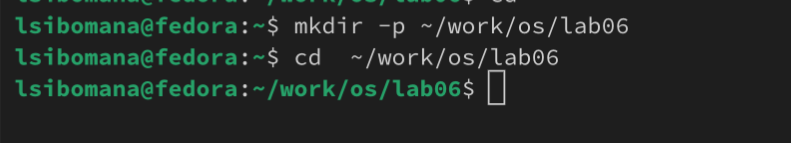 lsibomana@fedora:~$ mkdir -p ~/work/os/lab06
lsibomana@fedora:~$ cd  ~/work/os/lab06
lsibomana@fedora:~/work/os/lab06$